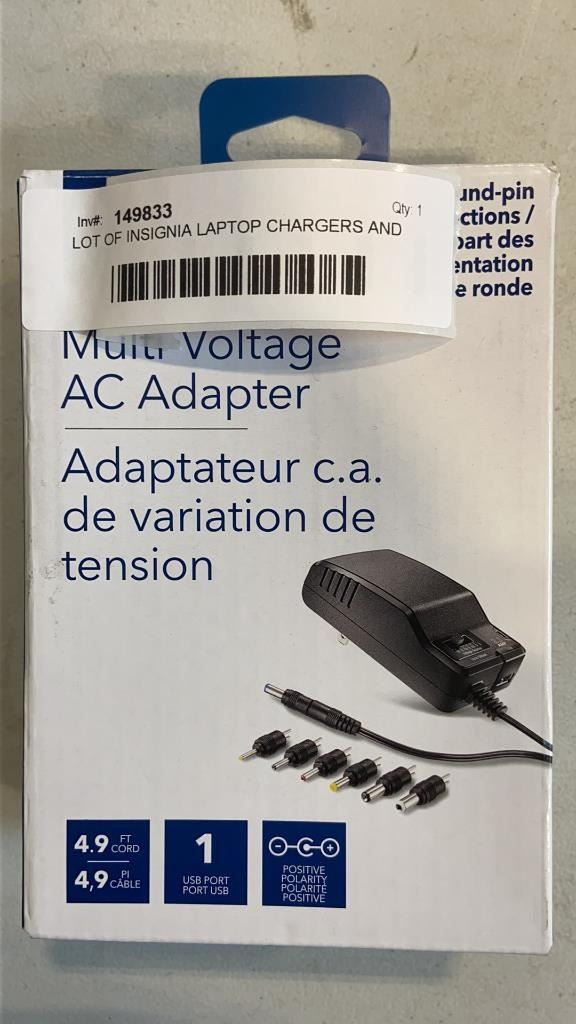 Inv#: 149833
Qty: 1
LOT OF INSIGNIA LAPTOP CHARGERS AND
und-pin
ctions /
part des
entation
e ronde
Multi Voltage
AC Adapter
Adaptateur c.a.
de variation de
tension
4.9 FT CORD
4,9 PI CÂBLE
1
USB PORT
PORT USB
POSITIVE
POLARITY
POLARITÉ
POSITIVE